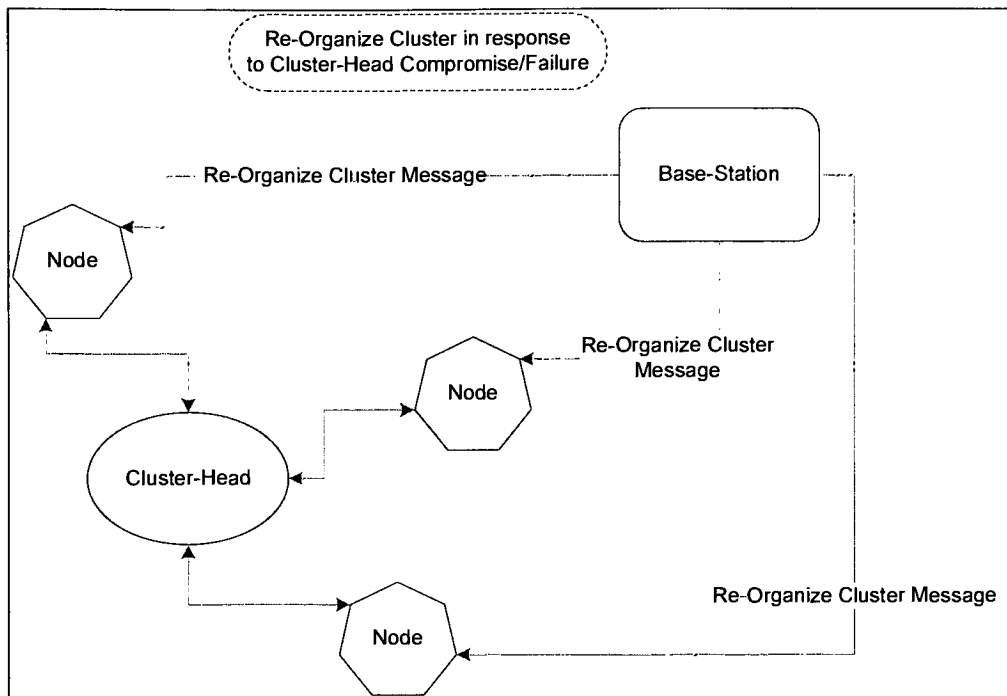 Re-Organize Cluster in response
to Cluster-Head Compromise/Failure
Base-Station
Re-Organize Cluster Message
Node
Re-Organize Cluster
Message
Node
Cluster-Head
Re-Organize Cluster Message
Node